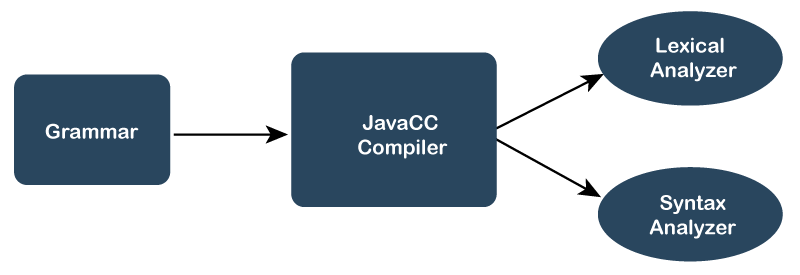 Grammar
JavaCC
Compiler
Lexical
Analyzer
Syntax
Analyzer